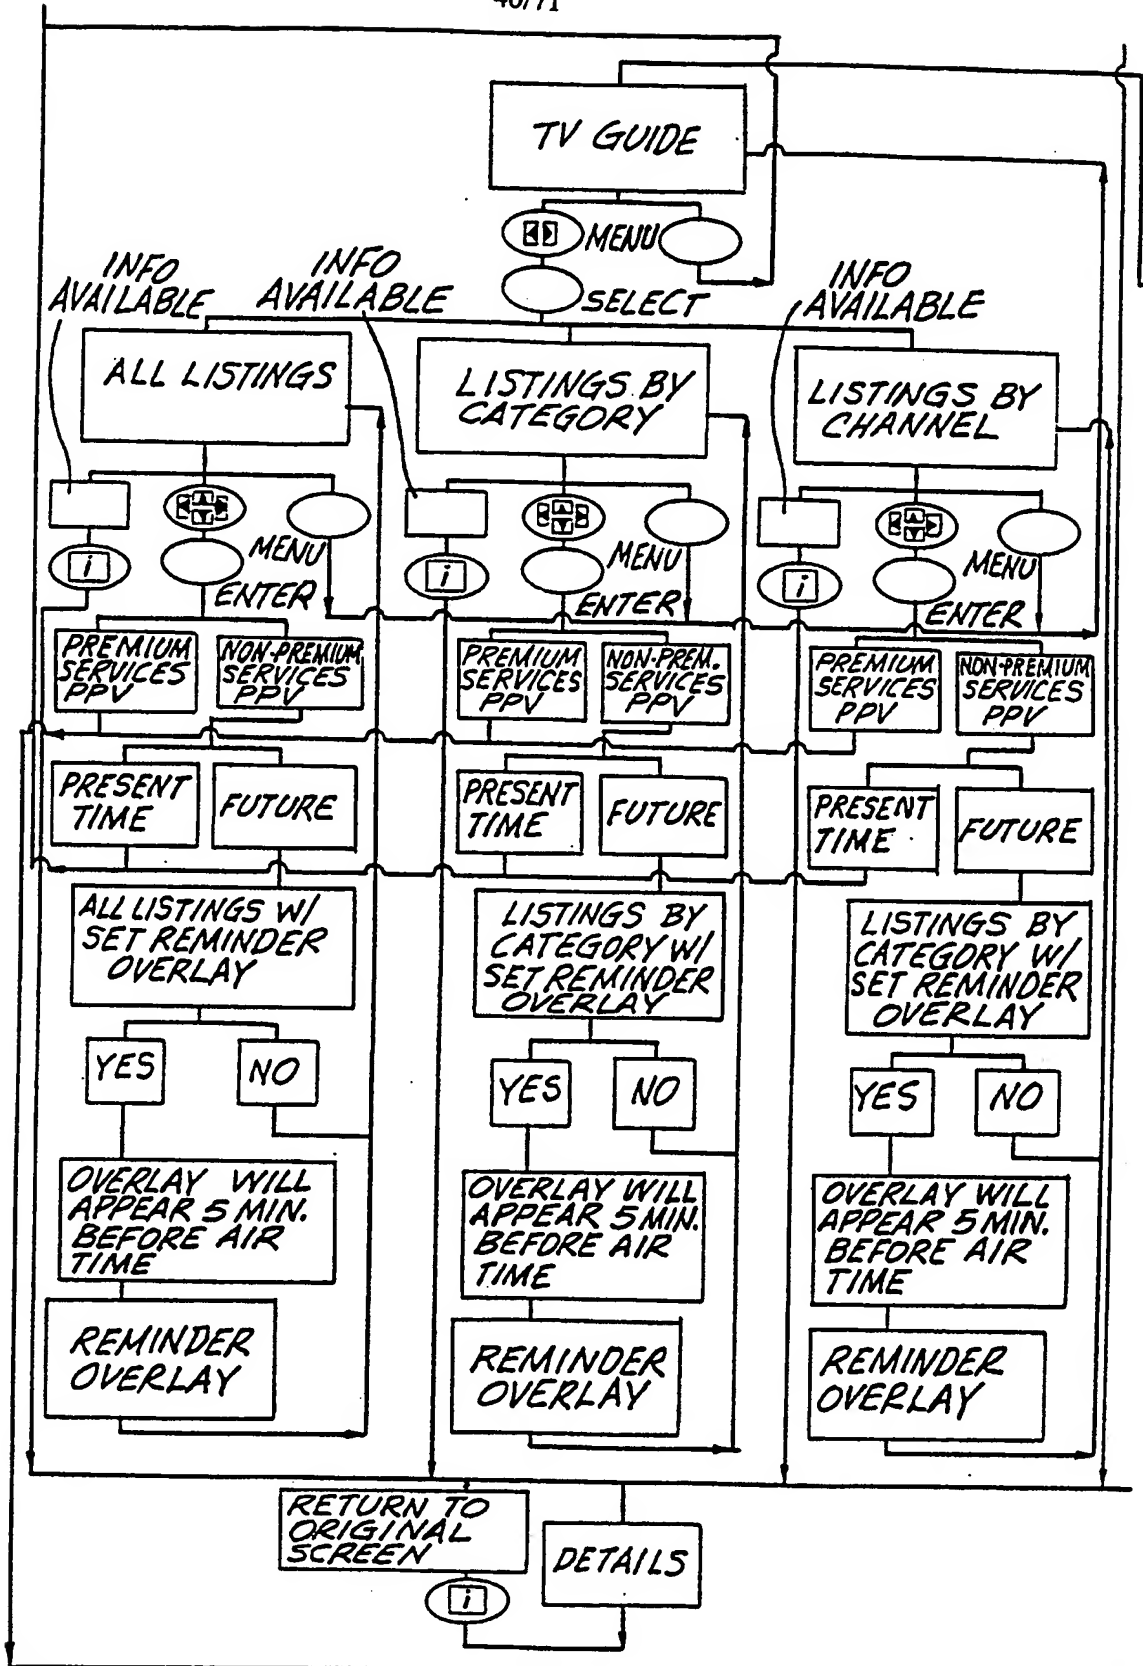 46/71
TV GUIDE
MENU
SELECT
INFO
AVAILABLE
INFO
AVAILABLE
INFO
AVAILABLE
ALL LISTINGS
LISTINGS BY
CATEGORY
LISTINGS BY
CHANNEL
i
MENU
ENTER
i
MENU
ENTER
i
MENU
ENTER
PREMIUM
SERVICES
PPV
NON-PREMIUM
SERVICES
PPV
PREMIUM
SERVICES
PPV
NON-PREM.
SERVICES
PPV
PREMIUM
SERVICES
PPV
NON-PREMIUM
SERVICES
PPV
PRESENT
TIME
FUTURE
PRESENT
TIME
FUTURE
PRESENT
TIME
FUTURE
ALL LISTINGS W/
SET REMINDER
OVERLAY
LISTINGS BY
CATEGORY W/
SET REMINDER
OVERLAY
LISTINGS BY
CATEGORY W/
SET REMINDER
OVERLAY
YES
NO
YES
NO
YES
NO
OVERLAY WILL
APPEAR 5 MIN.
BEFORE AIR
TIME
OVERLAY WILL
APPEAR 5 MIN.
BEFORE AIR
TIME
OVERLAY WILL
APPEAR 5 MIN.
BEFORE AIR
TIME
REMINDER
OVERLAY
REMINDER
OVERLAY
REMINDER
OVERLAY
RETURN TO
ORIGINAL
SCREEN
DETAILS
i